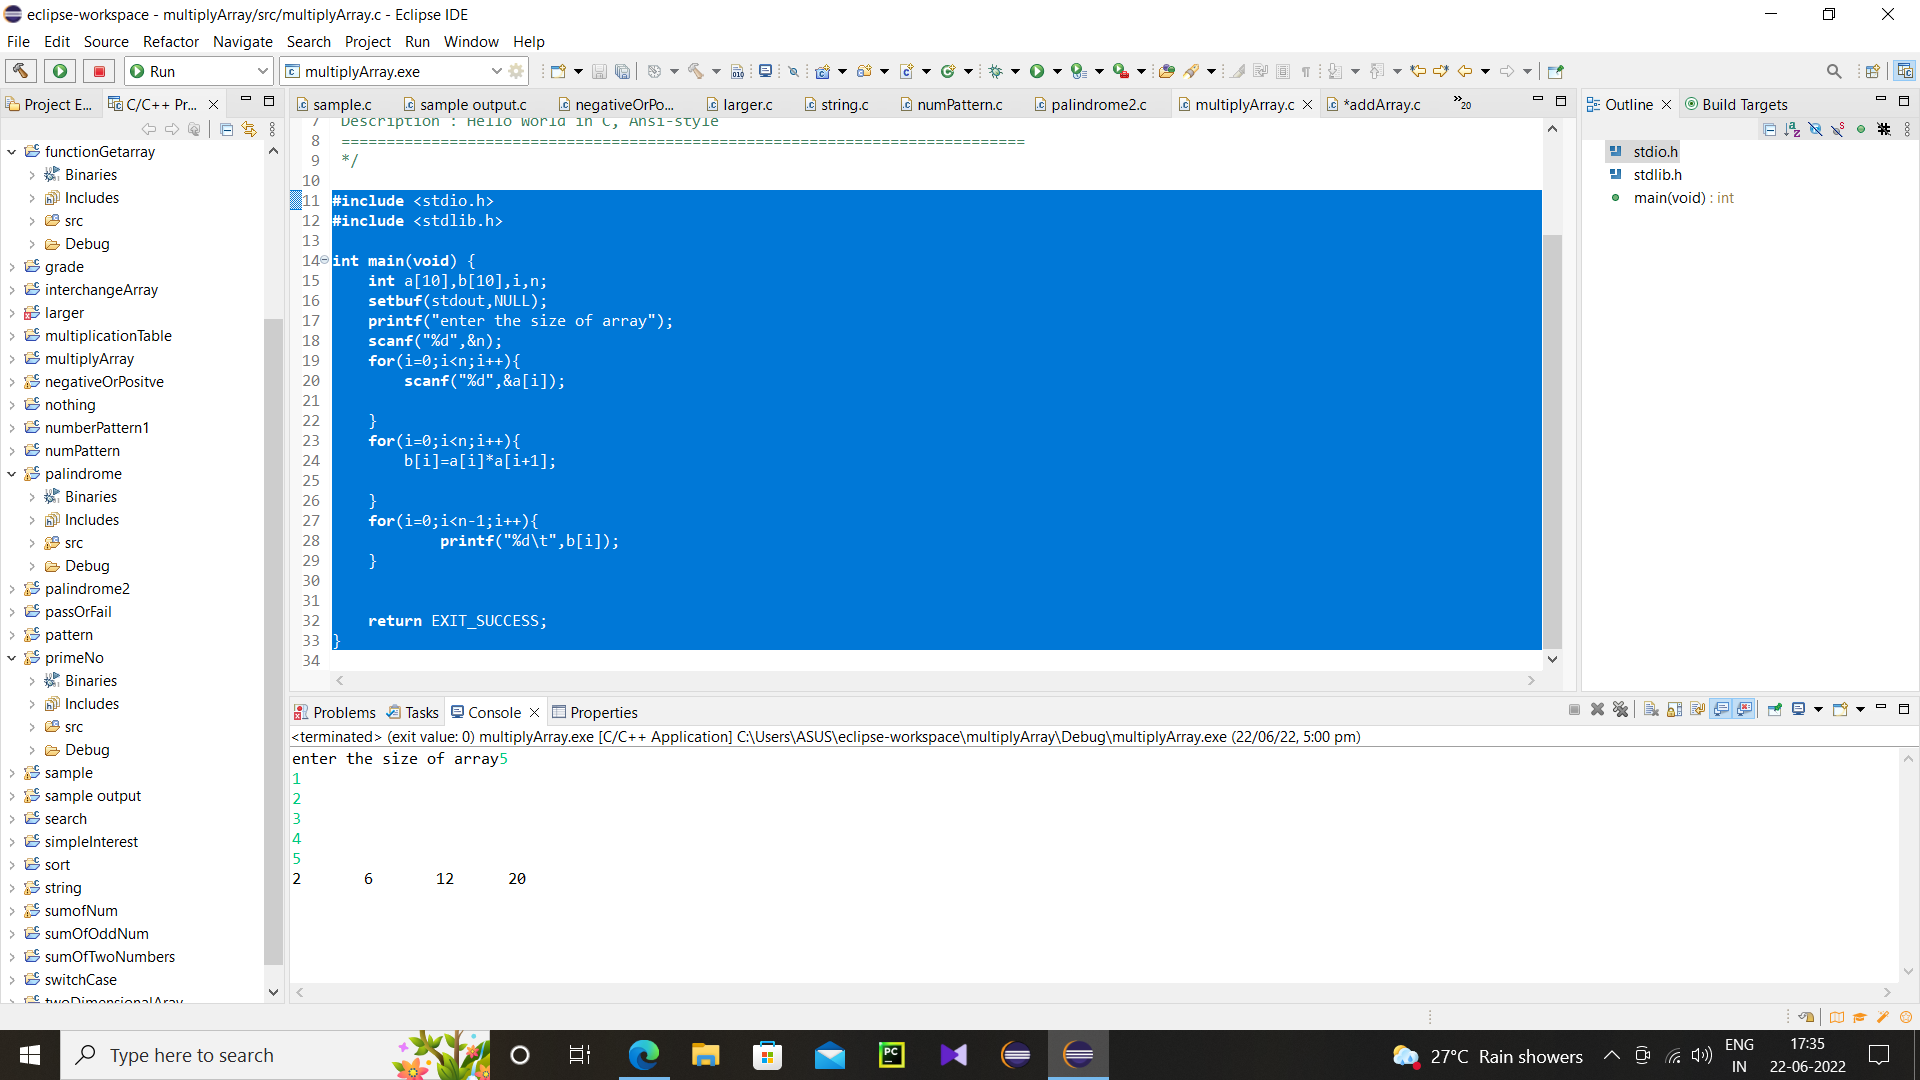 eclipse-workspace - multiplyArray/src/multiplyArray.c - Eclipse IDE
File Edit Source Refactor Navigate Search Project Run Window Help
Run
multiplyArray.exe
Project E...
C/C++ Pr...
functionGetarray
Binaries
Includes
src
Debug
grade
interchangeArray
larger
multiplicationTable
multiplyArray
negativeOrPositve
nothing
numberPattern1
numPattern
palindrome
Binaries
Includes
src
Debug
palindrome2
passOrFail
pattern
primeNo
Binaries
Includes
src
Debug
sample
sample output
search
simpleInterest
sort
string
sumofNum
sumOfOddNum
sumOfTwoNumbers
switchCase
twoDimensionalArray
sample.c sample output.c negativeOrPo... larger.c string.c numPattern.c palindrome2.c multiplyArray.c *addArray.c »20
7 Description : Hello World in C, Ansi-style
8 ============================================================================
9 */
10
11 #include <stdio.h>
12 #include <stdlib.h>
13
14 int main(void) {
15 int a[10],b[10],i,n;
16 setbuf(stdout,NULL);
17 printf("enter the size of array");
18 scanf("%d",&n);
19 for(i=0;i<n;i++){
20 scanf("%d",&a[i]);
21
22 }
23 for(i=0;i<n;i++){
24 b[i]=a[i]*a[i+1];
25
26 }
27 for(i=0;i<n-1;i++){
28 printf("%d\t",b[i]);
29 }
30
31
32 return EXIT_SUCCESS;
33 }
34
Outline
Build Targets
stdio.h
stdlib.h
main(void) : int
Problems Tasks Console Properties
<terminated> (exit value: 0) multiplyArray.exe [C/C++ Application] C:\Users\ASUS\eclipse-workspace\multiplyArray\Debug\multiplyArray.exe (22/06/22, 5:00 pm)
enter the size of array5
1
2
3
4
5
2 6 12 20
Type here to search
27°C Rain showers
ENG
IN
17:35
22-06-2022